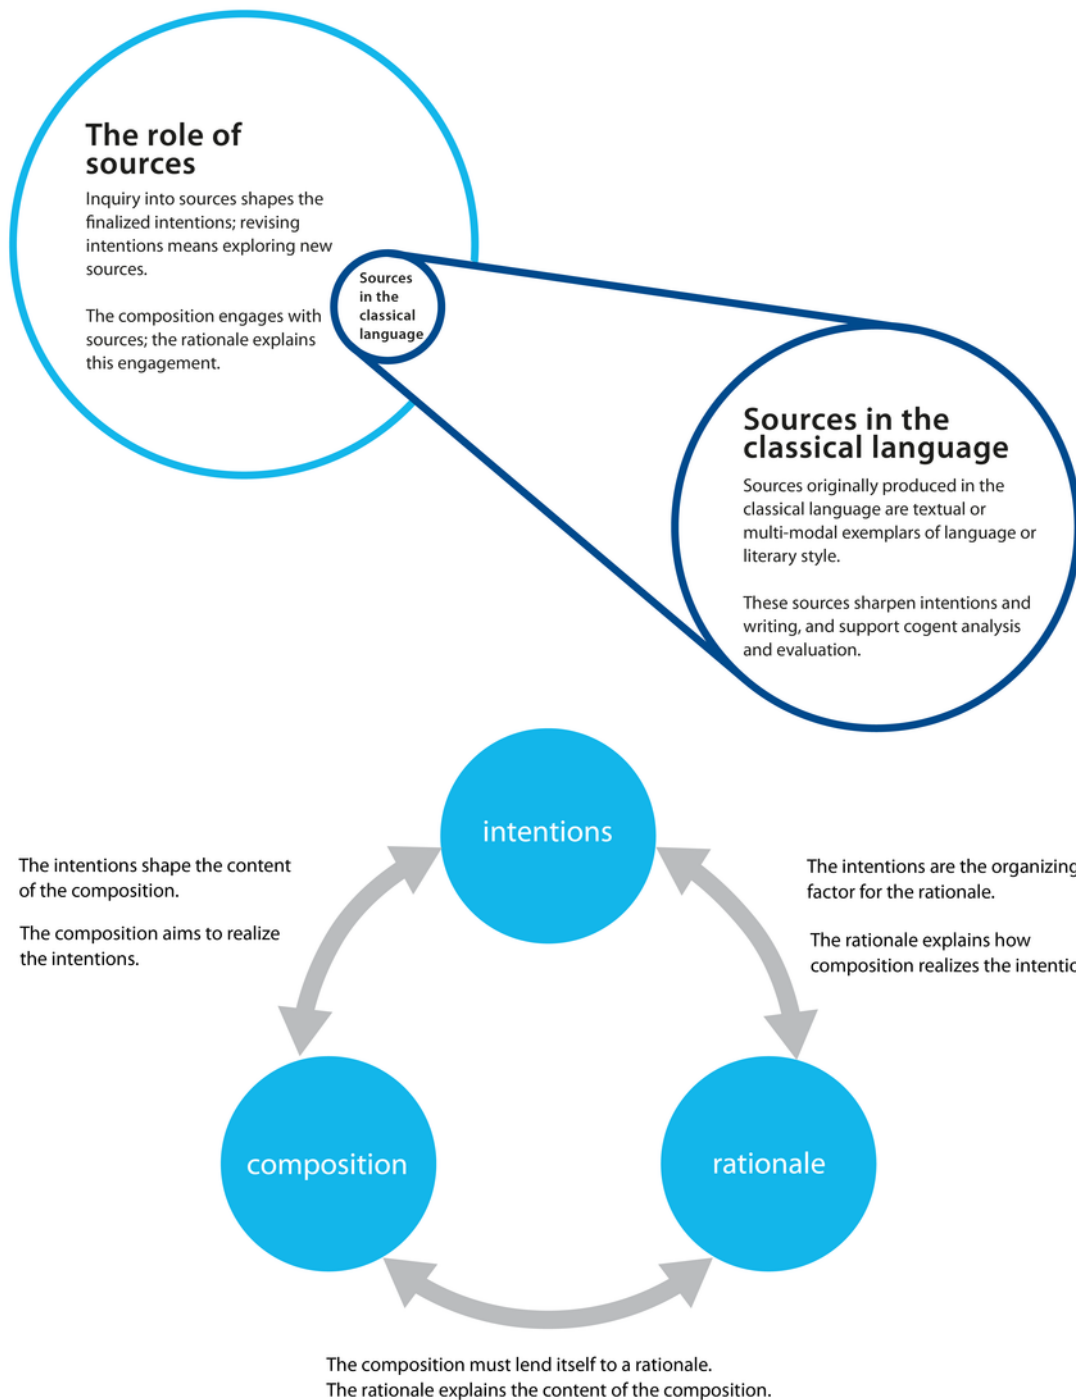 The role of
sources
Inquiry into sources shapes the
finalized intentions; revising
intentions means exploring new
sources.
The composition engages with
sources; the rationale explains
this engagement.
Sources
in the
classical
language
Sources in the
classical language
Sources originally produced in the
classical language are textual or
multi-modal exemplars of language or
literary style.
These sources sharpen intentions and
writing, and support cogent analysis
and evaluation.
intentions
The intentions shape the content
of the composition.
The composition aims to realize
the intentions.
The intentions are the organizing
factor for the rationale.
The rationale explains how
composition realizes the
composition
rationale
The composition must lend itself to a rationale.
The rationale explains the content of the composition.